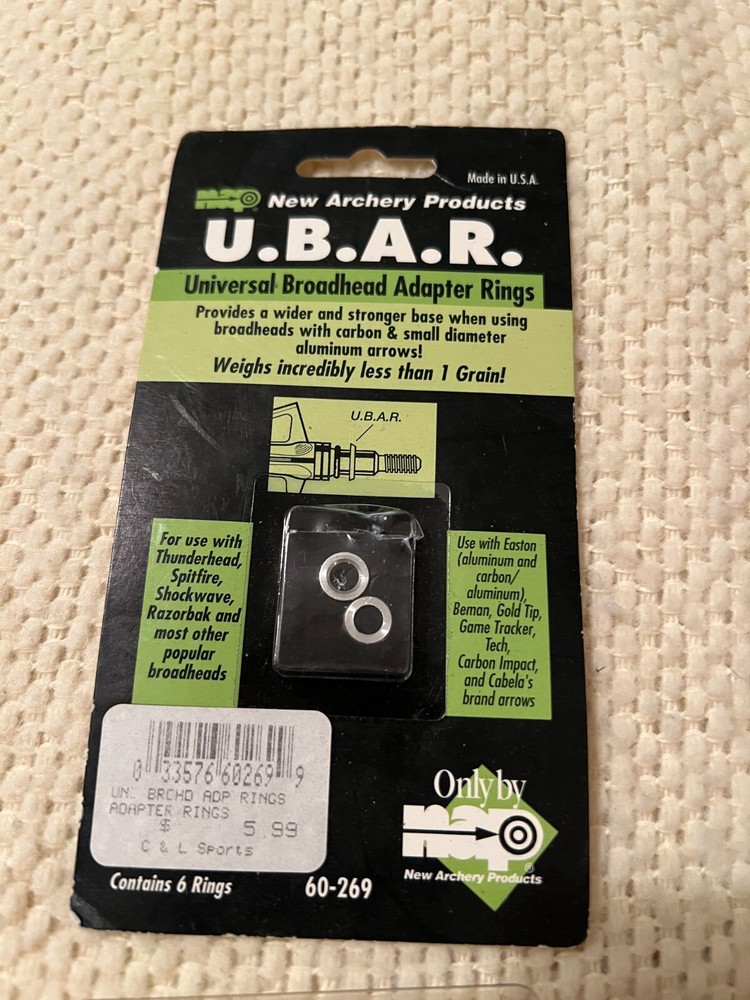 Made in U.S.A.
nap® New Archery Products
U.B.A.R.
Universal Broadhead Adapter Rings
Provides a wider and stronger base when using
broadheads with carbon & small diameter
aluminum arrows!
Weighs incredibly less than 1 Grain!
U.B.A.R.
For use with
Thunderhead,
Spitfire,
Shockwave,
Razorbak and
most other
popular
broadheads
Use with Easton
(aluminum and
carbon/
aluminum),
Beman, Gold Tip,
Game Tracker,
Tech,
Carbon Impact,
and Cabela's
brand arrows
0 33576 60269 9
UNI BRCHD ADP RINGS
ADAPTER RINGS
$ 5.99
C & L Sports
Contains 6 Rings
60-269
Only by
nap®
New Archery Products